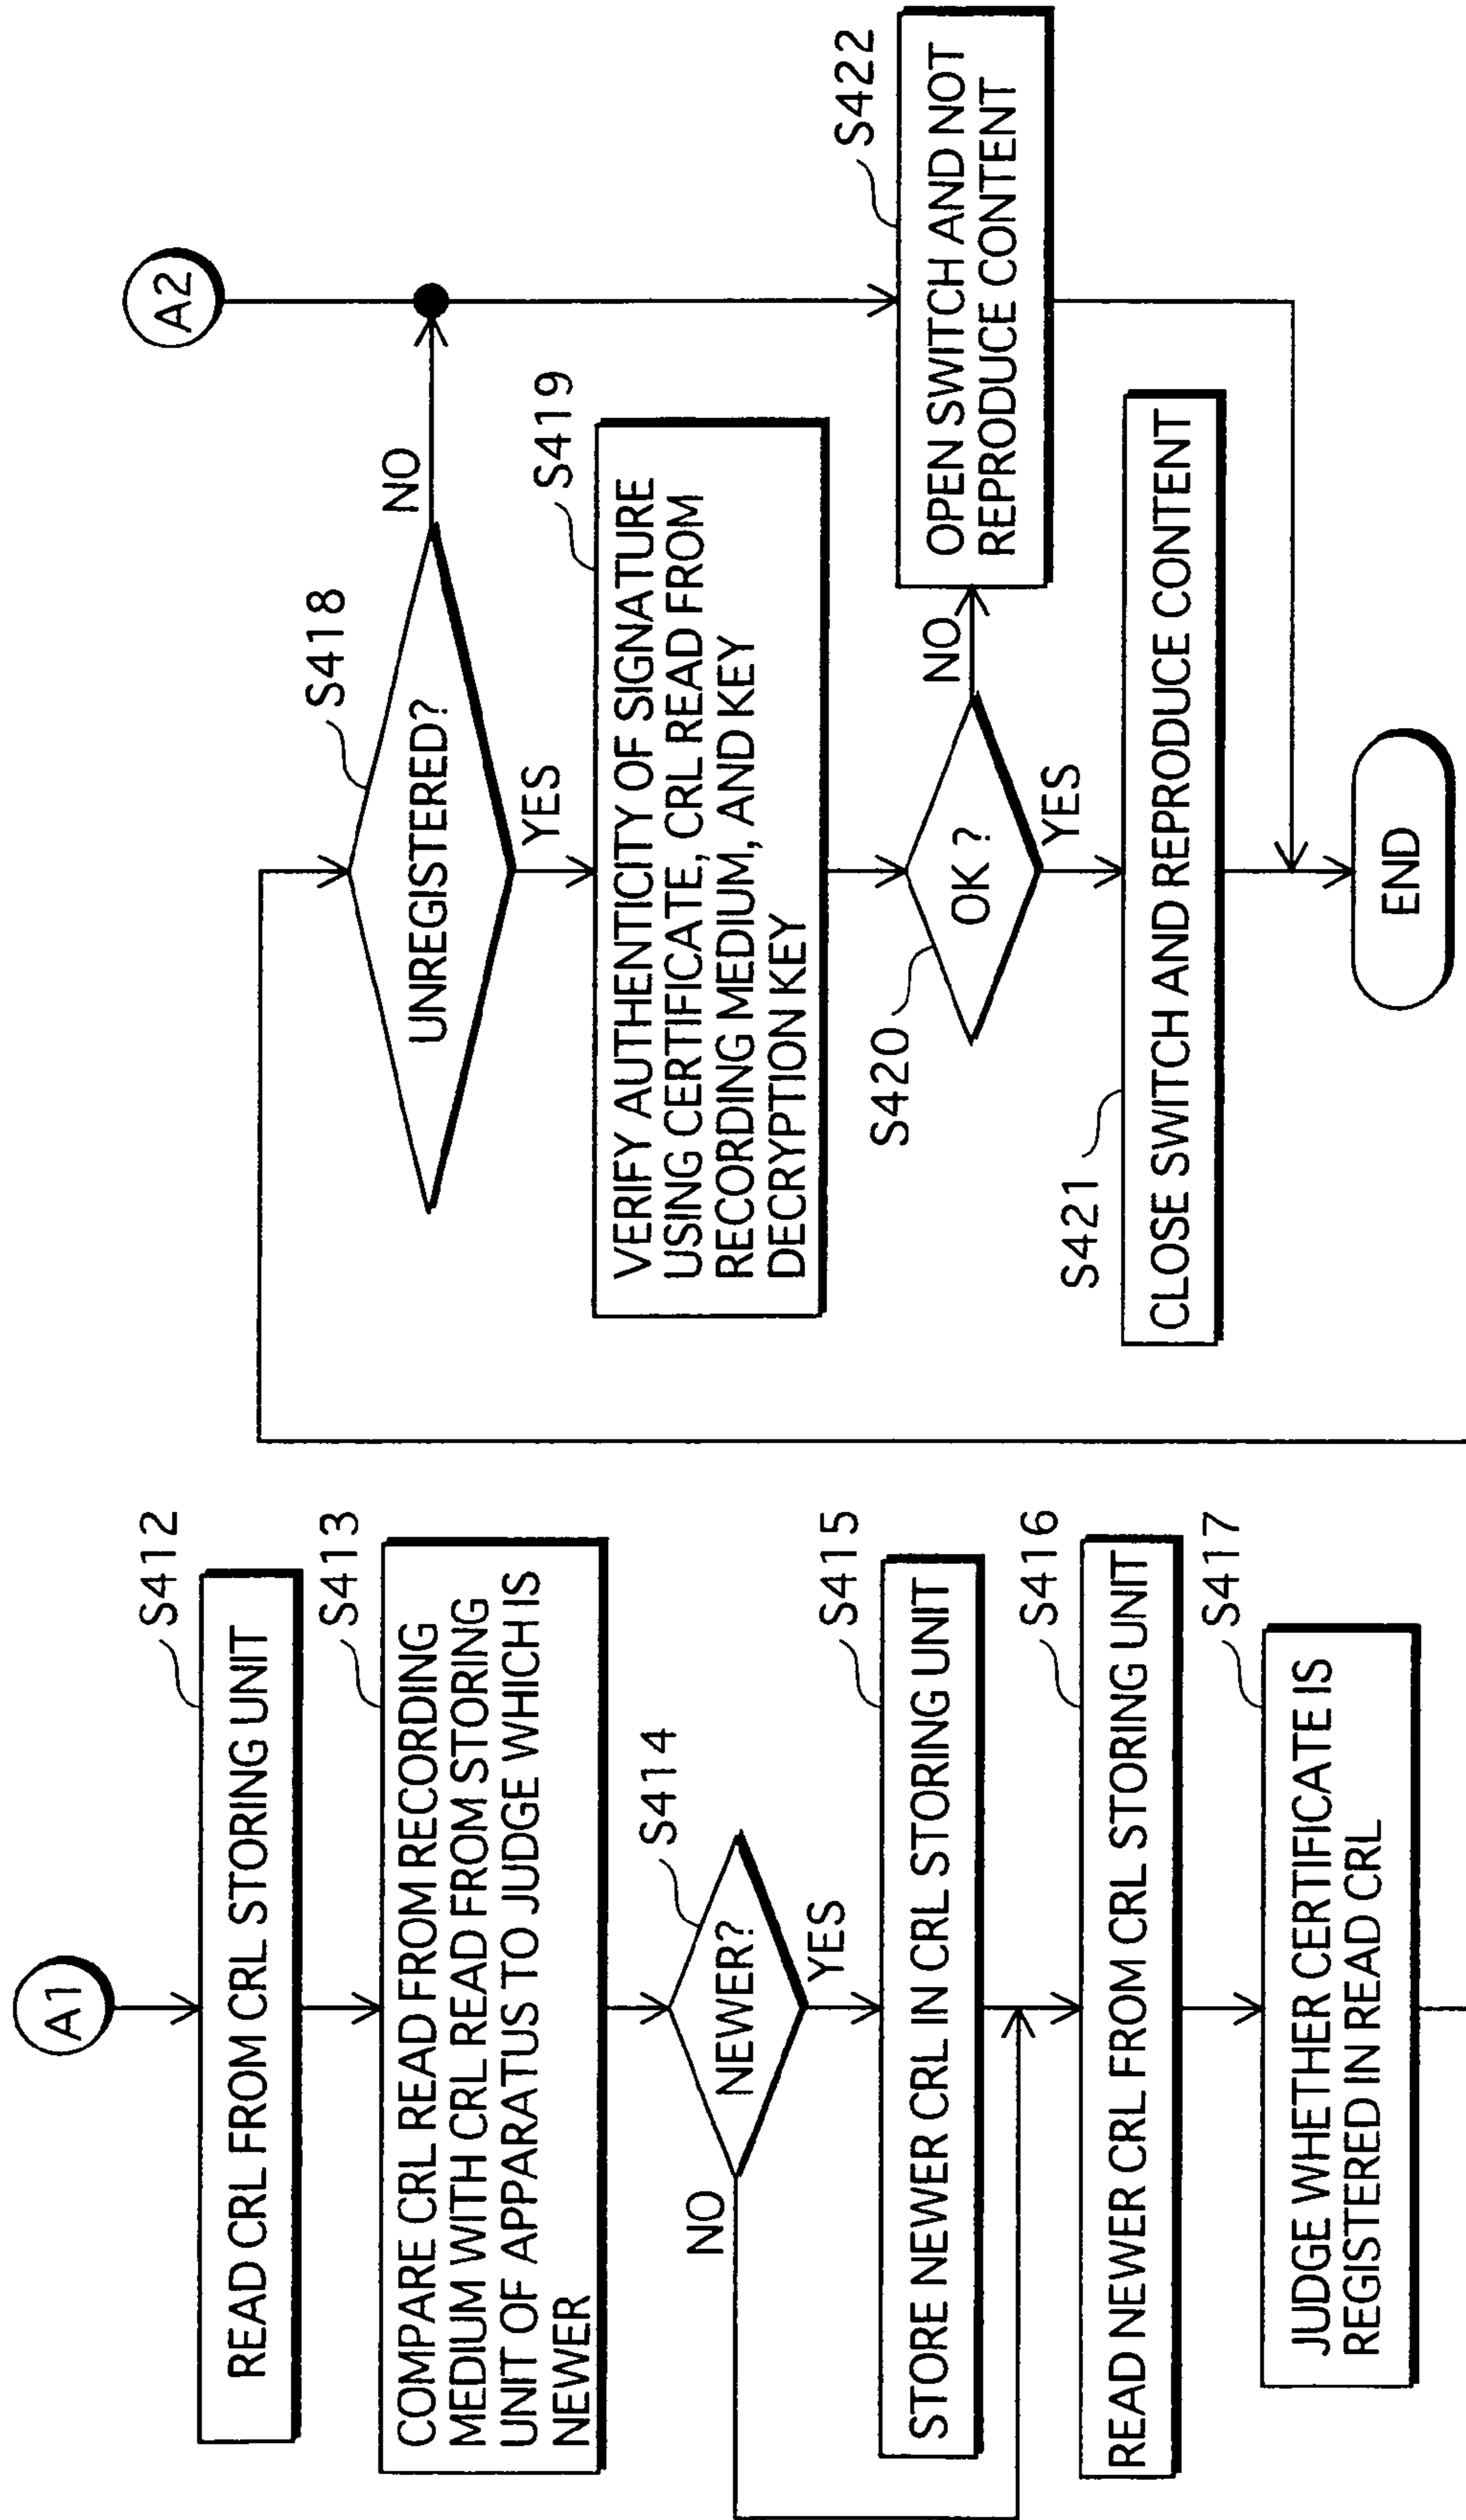 A1
S412
READ CRL FROM CRL STORING UNIT
S413
COMPARE CRL READ FROM RECORDING
MEDIUM WITH CRL READ FROM STORING
UNIT OF APPARATUS TO JUDGE WHICH IS
NEWER
S414
NEWER?
NO
YES
S415
STORE NEWER CRL IN CRL STORING UNIT
S416
READ NEWER CRL FROM CRL STORING UNIT
S417
JUDGE WHETHER CERTIFICATE IS
REGISTERED IN READ CRL
A2
S418
UNREGISTERED?
NO
YES
S419
VERIFY AUTHENTICITY OF SIGNATURE
USING CERTIFICATE, CRL READ FROM
RECORDING MEDIUM, AND KEY
DECRYPTION KEY
S420
OK ?
NO
YES
S422
OPEN SWITCH AND NOT
REPRODUCE CONTENT
S421
CLOSE SWITCH AND REPRODUCE CONTENT
END